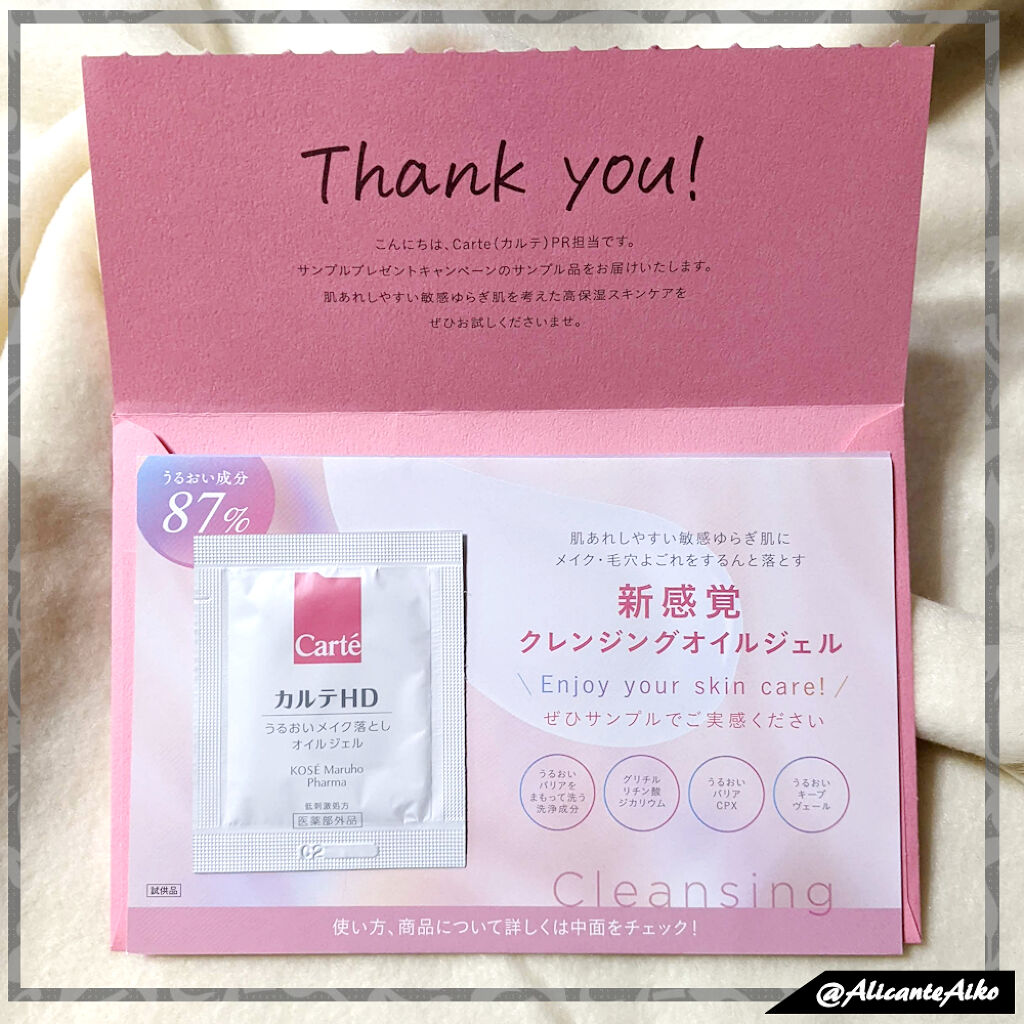 Thank you!
こんにちは、Carte(カルテ)PR担当です。
サンプルプレゼントキャンペーンのサンプル品をお届けいたします。
肌あれしやすい敏感ゆらぎ肌を考えた高保湿スキンケアを
ぜひお試しくださいませ。
うるおい成分
87%
Carté
カルテHD
うるおいメイク落とし
オイルジェル
KOSÉ Maruho
Pharma
低刺激処方
医薬部外品
肌あれしやすい敏感ゆらぎ肌に
メイク・毛穴よごれをするんと落とす
新感覚
クレンジングオイルジェル
\ Enjoy your skin care! /
ぜひサンプルでご実感ください
うるおい
バリアを
まもって洗う
洗浄成分
グリチル
リチン酸
ジカリウム
うるおい
バリア
CPX
うるおい
キープ
ヴェール
Cleansing
試供品
使い方、商品について詳しくは中面をチェック!
@AlicanteAiko